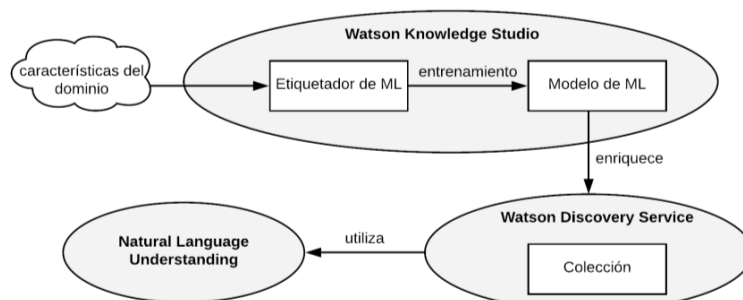 Watson Knowledge Studio
características del
dominio
Etiquetador de ML
entrenamiento
Modelo de ML
enriquece
Watson Discovery Service
Natural Language
Understanding
utiliza
Colección